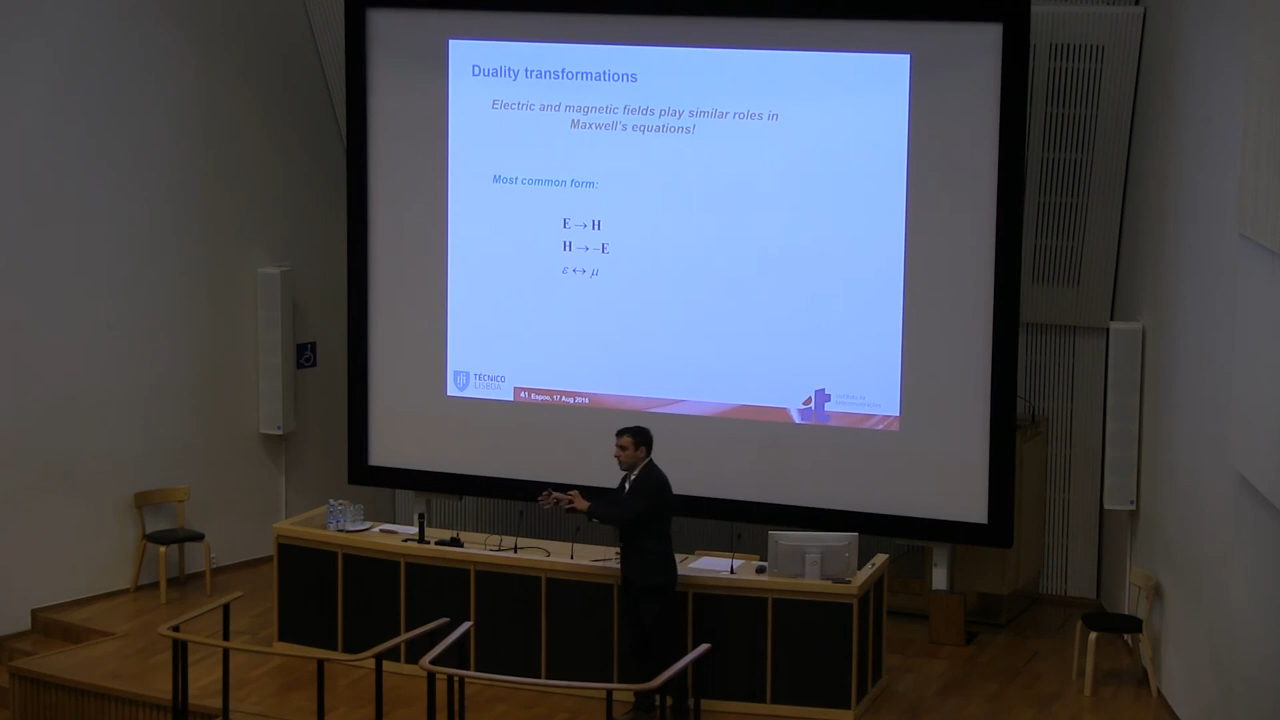 Duality transformations
Electric and magnetic fields play similar roles in
Maxwell's equations!
Most common form:
E → H
H → −E
ε ↔ μ
TÉCNICO
LISBOA
41 Espoo, 17 Aug 2016